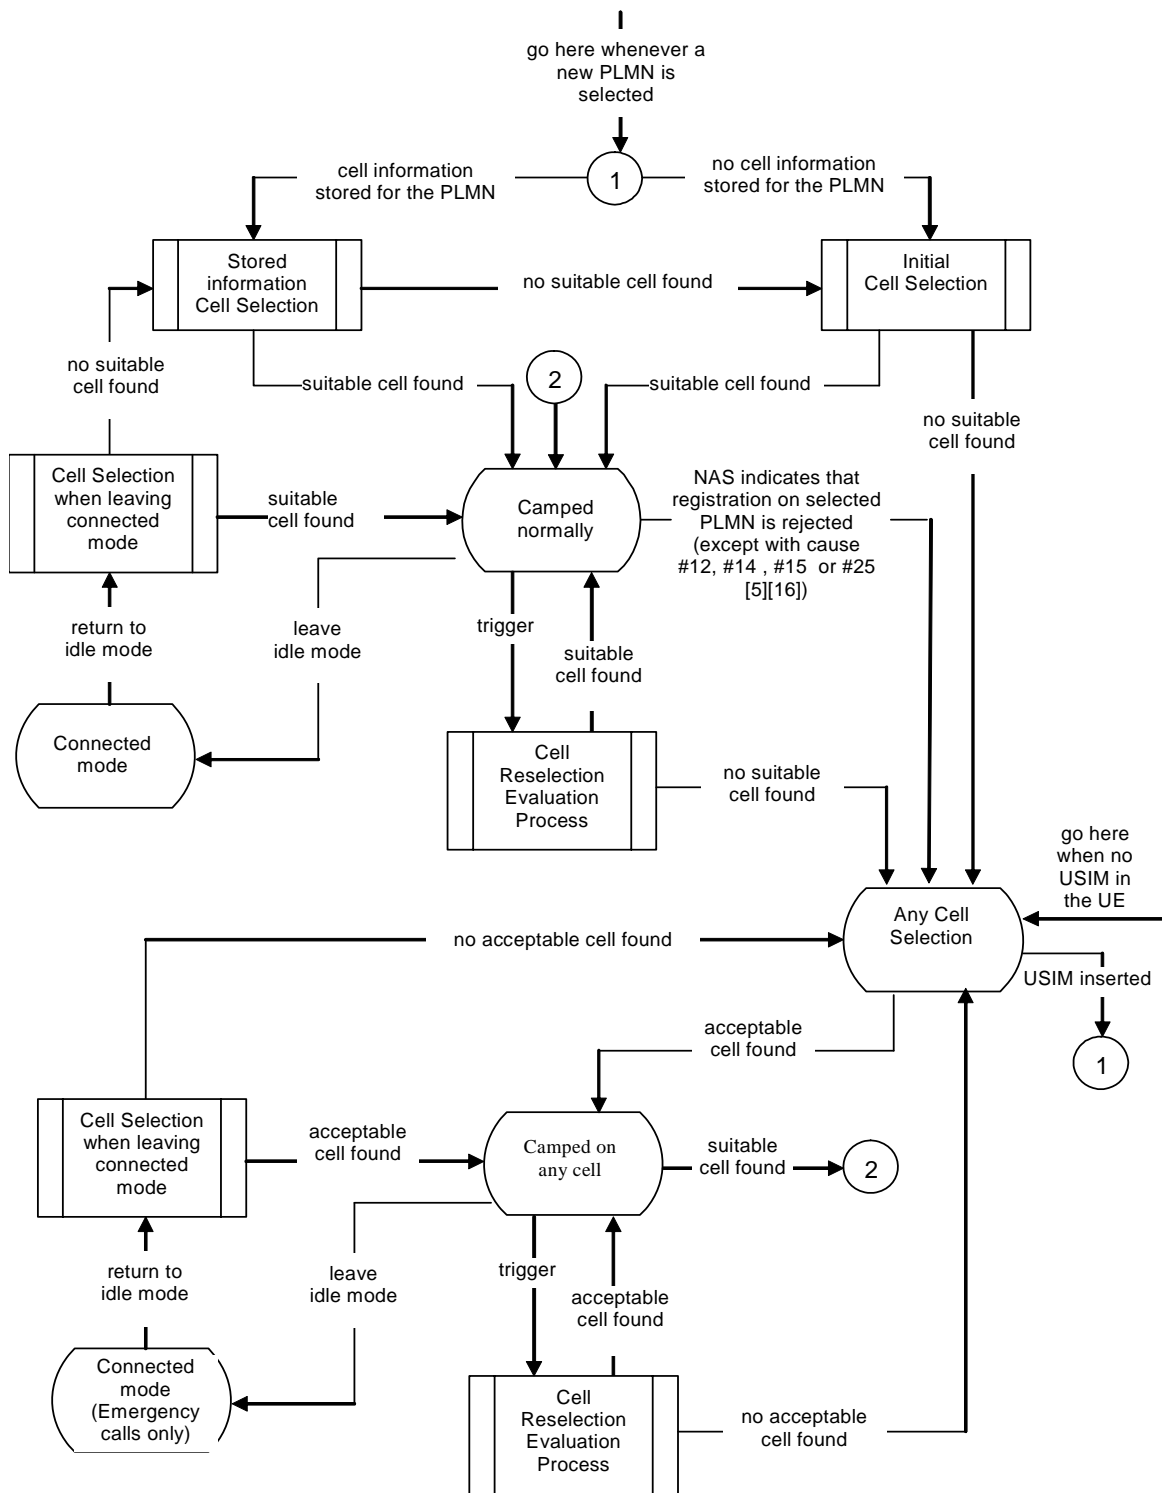 go here whenever a
new PLMN is
selected
1
cell information
stored for the PLMN
no cell information
stored for the PLMN
Stored
information
Cell Selection
no suitable cell found
Initial
Cell Selection
no suitable
cell found
suitable cell found
2
suitable cell found
no suitable
cell found
Cell Selection
when leaving
connected
mode
suitable
cell found
Camped
normally
NAS indicates that
registration on selected
PLMN is rejected
(except with cause
#12, #14 , #15 or #25
[5][16])
return to
idle mode
leave
idle mode
trigger
suitable
cell found
Connected
mode
Cell
Reselection
Evaluation
Process
no suitable
cell found
go here
when no
USIM in
the UE
Any Cell
Selection
no acceptable cell found
USIM inserted
acceptable
cell found
1
Cell Selection
when leaving
connected
mode
acceptable
cell found
Camped on
any cell
suitable
cell found
2
return to
idle mode
leave
idle mode
trigger
acceptable
cell found
Connected
mode
(Emergency
calls only)
Cell
Reselection
Evaluation
Process
no acceptable
cell found